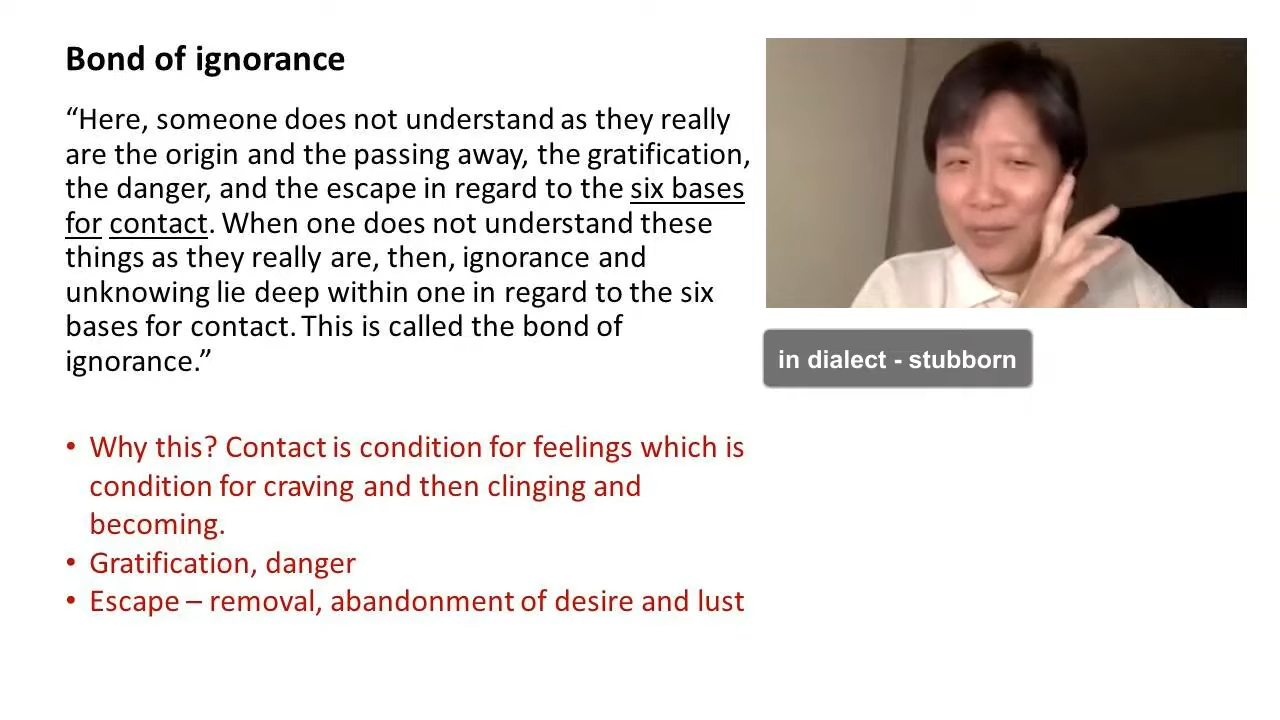 Bond of ignorance
“Here, someone does not understand as they really
are the origin and the passing away, the gratification,
the danger, and the escape in regard to the six bases
for contact. When one does not understand these
things as they really are, then, ignorance and
unknowing lie deep within one in regard to the six
bases for contact. This is called the bond of
ignorance.”
• Why this? Contact is condition for feelings which is
condition for craving and then clinging and
becoming.
• Gratification, danger
• Escape – removal, abandonment of desire and lust
in dialect - stubborn